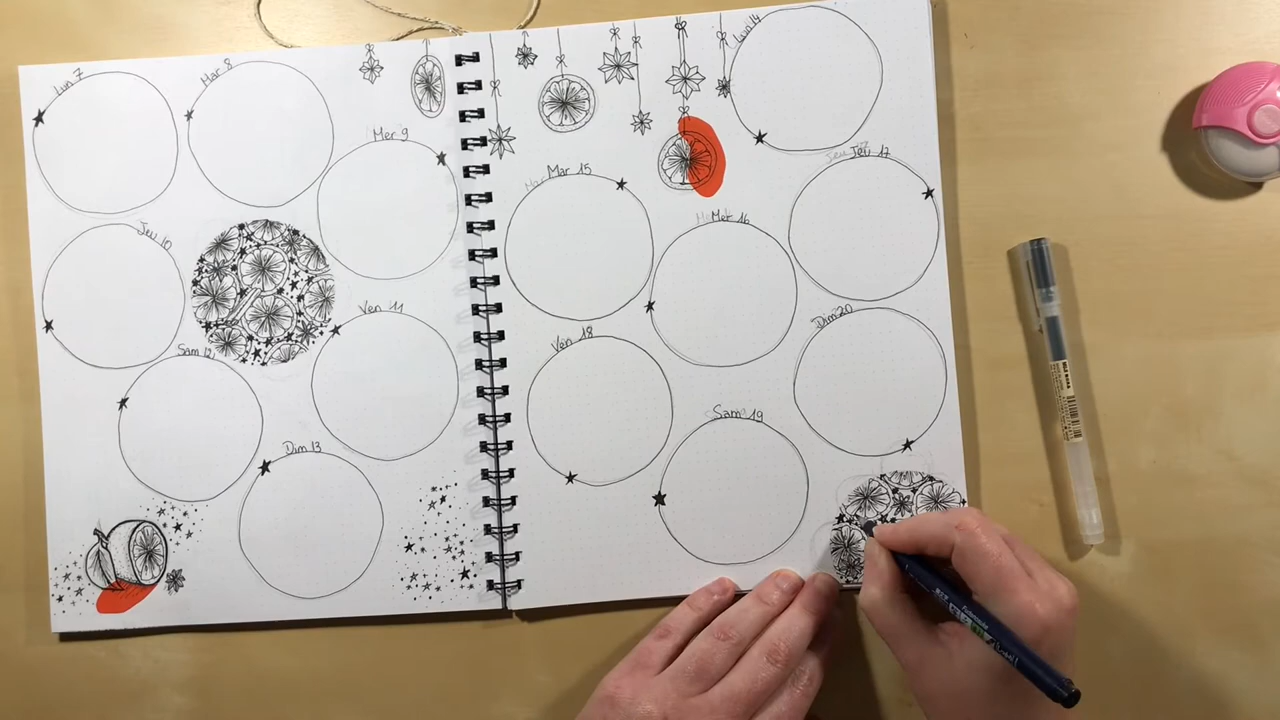 Lun 7
Mar 8
Mer 9
Jeu 10
Ven 11
Sam 12
Dim 13
Lun 14
Mar 15
Mer 16
Jeu 17
Ven 18
Sam 19
Dim 20